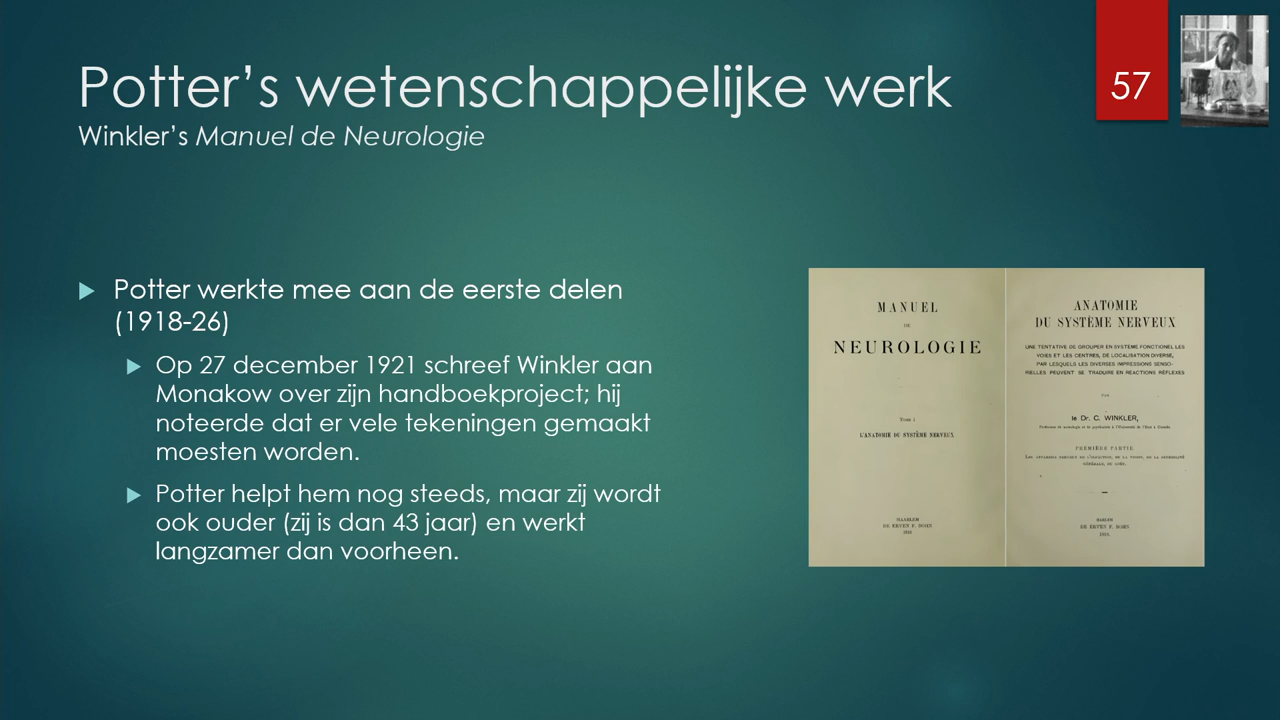 Potter’s wetenschappelijke werk
Winkler’s Manuel de Neurologie
57
Potter werkte mee aan de eerste delen
(1918-26)
Op 27 december 1921 schreef Winkler aan
Monakow over zijn handboekproject; hij
noteerde dat er vele tekeningen gemaakt
moesten worden.
Potter helpt hem nog steeds, maar zij wordt
ook ouder (zij is dan 43 jaar) en werkt
langzamer dan voorheen.
MANUEL
DE
NEUROLOGIE
Tome I
L'ANATOMIE DU SYSTÈME NERVEUX.
HAARLEM
DE ERVEN F. BOHN
ANATOMIE
DU SYSTÈME NERVEUX
UNE TENTATIVE DE GROUPER EN SYSTÈME FONCTIONEL LES
VOIES ET LES CENTRES, DE LOCALISATION DIVERSE,
PAR LESQUELS LES DIVERSES IMPRESSIONS SENSO-
RIELLES PEUVENT SE TRADUIRE EN RÉACTIONS RÉFLEXES
PAR
le Dr. C. WINKLER,
PREMIÈRE PARTIE.
HAARLEM
DE ERVEN F. BOHN
1918.